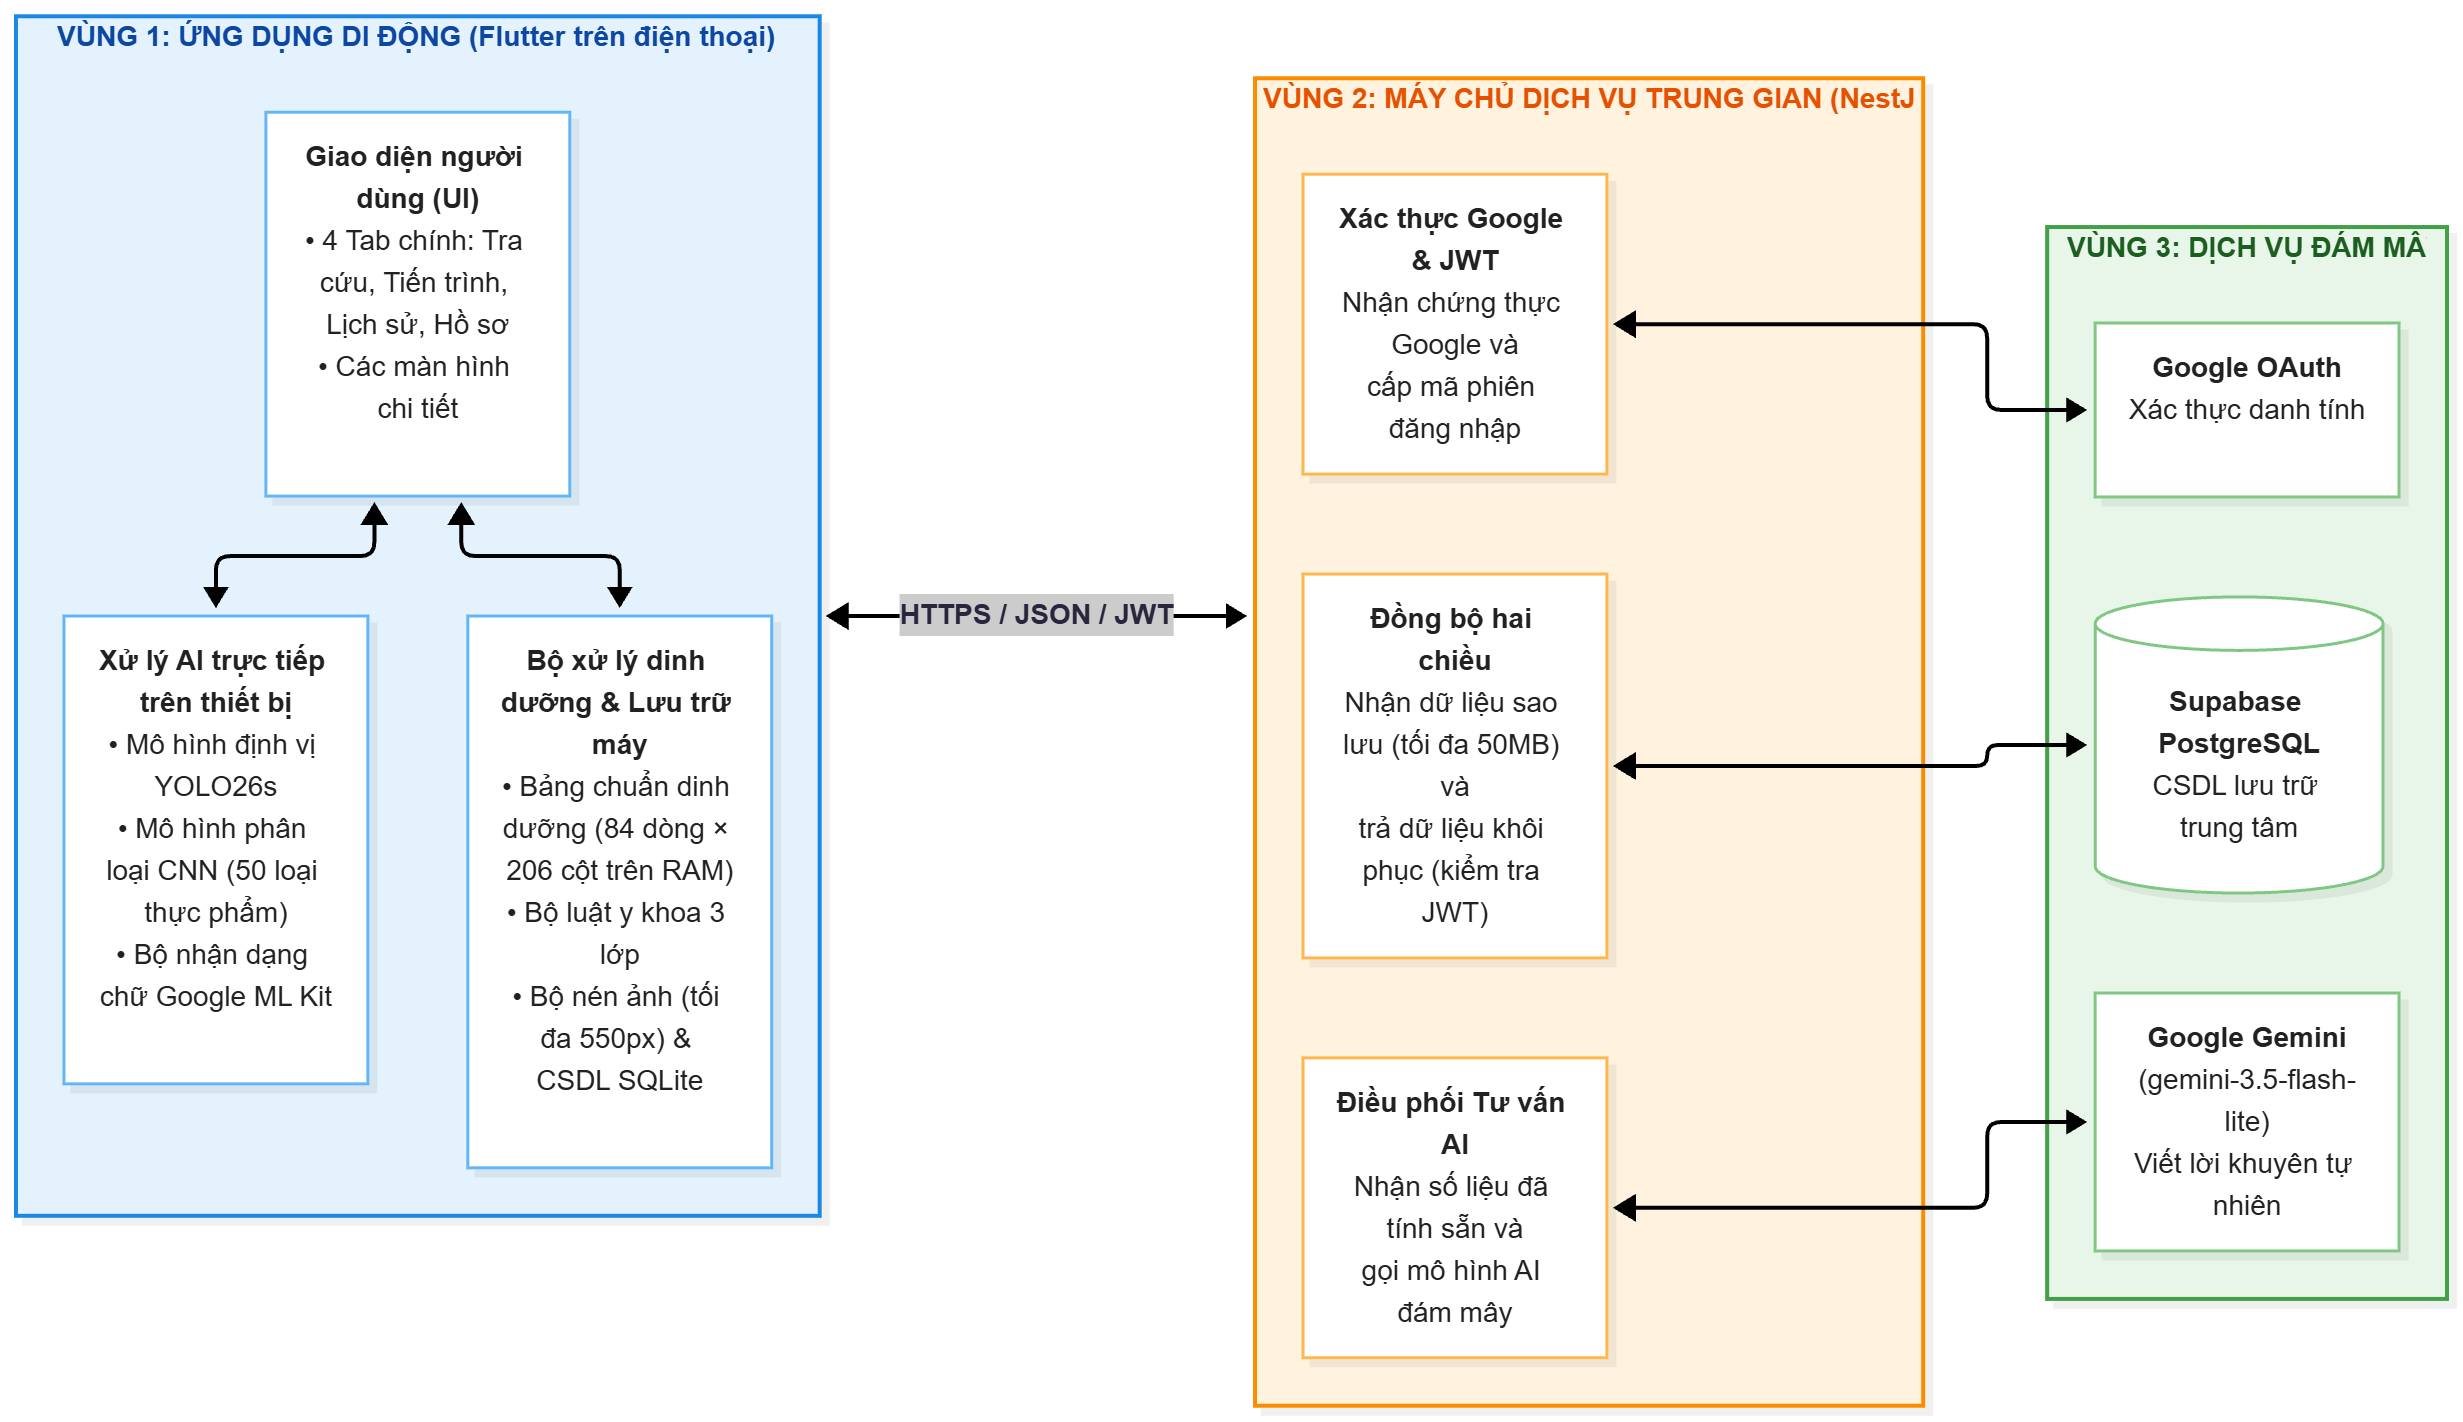 VÙNG 1: ỨNG DỤNG DI ĐỘNG (Flutter trên điện thoại)
Giao diện người
dùng (UI)
• 4 Tab chính: Tra
cứu, Tiến trình,
Lịch sử, Hồ sơ
• Các màn hình
chi tiết
Xử lý AI trực tiếp
trên thiết bị
• Mô hình định vị
YOLO26s
• Mô hình phân
loại CNN (50 loại
thực phẩm)
• Bộ nhận dạng
chữ Google ML Kit
Bộ xử lý dinh
dưỡng & Lưu trữ
máy
• Bảng chuẩn dinh
dưỡng (84 dòng ×
206 cột trên RAM)
• Bộ luật y khoa 3
lớp
• Bộ nén ảnh (tối
đa 550px) &
CSDL SQLite
HTTPS / JSON / JWT
VÙNG 2: MÁY CHỦ DỊCH VỤ TRUNG GIAN (NestJ
Xác thực Google
& JWT
Nhận chứng thực
Google và
cấp mã phiên
đăng nhập
Đồng bộ hai
chiều
Nhận dữ liệu sao
lưu (tối đa 50MB)
và
trả dữ liệu khôi
phục (kiểm tra
JWT)
Điều phối Tư vấn
AI
Nhận số liệu đã
tính sẵn và
gọi mô hình AI
đám mây
VÙNG 3: DỊCH VỤ ĐÁM MÂ
Google OAuth
Xác thực danh tính
Supabase
PostgreSQL
CSDL lưu trữ
trung tâm
Google Gemini
(gemini-3.5-flash-
lite)
Viết lời khuyên tự
nhiên